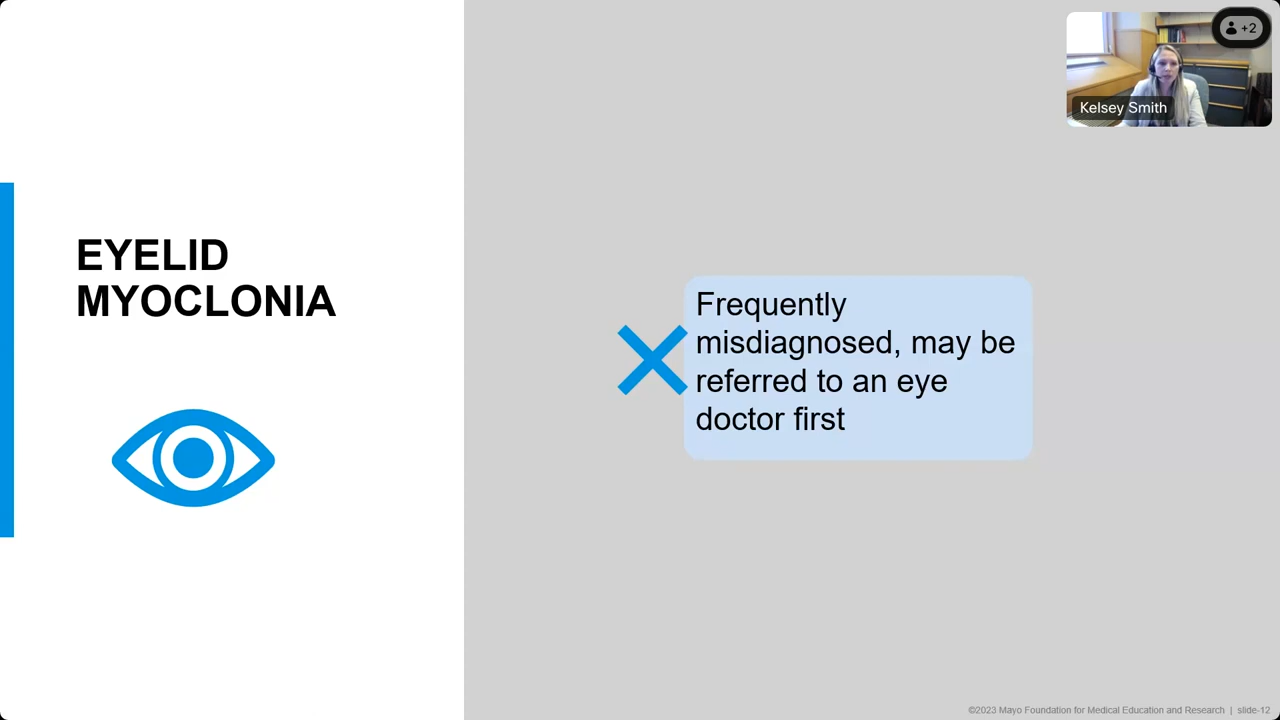 +2
Kelsey Smith
EYELID
MYOCLONIA
Frequently
misdiagnosed, may be
referred to an eye
doctor first
©2023 Mayo Foundation for Medical Education and Research | slide-12